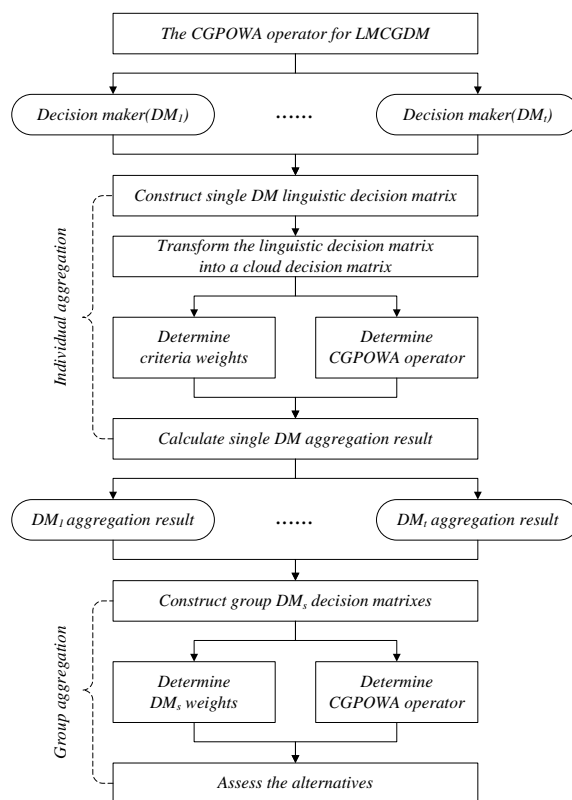 The CGPOWA operator for LMCGDM
Decision maker(DM₁)
......
Decision maker(DMₜ)
Construct single DM linguistic decision matrix
Transform the linguistic decision matrix
into a cloud decision matrix
Individual aggregation
Determine
criteria weights
Determine
CGPOWA operator
Calculate single DM aggregation result
DM₁ aggregation result
......
DMₜ aggregation result
Construct group DMₛ decision matrixes
Group aggregation
Determine
DMₛ weights
Determine
CGPOWA operator
Assess the alternatives